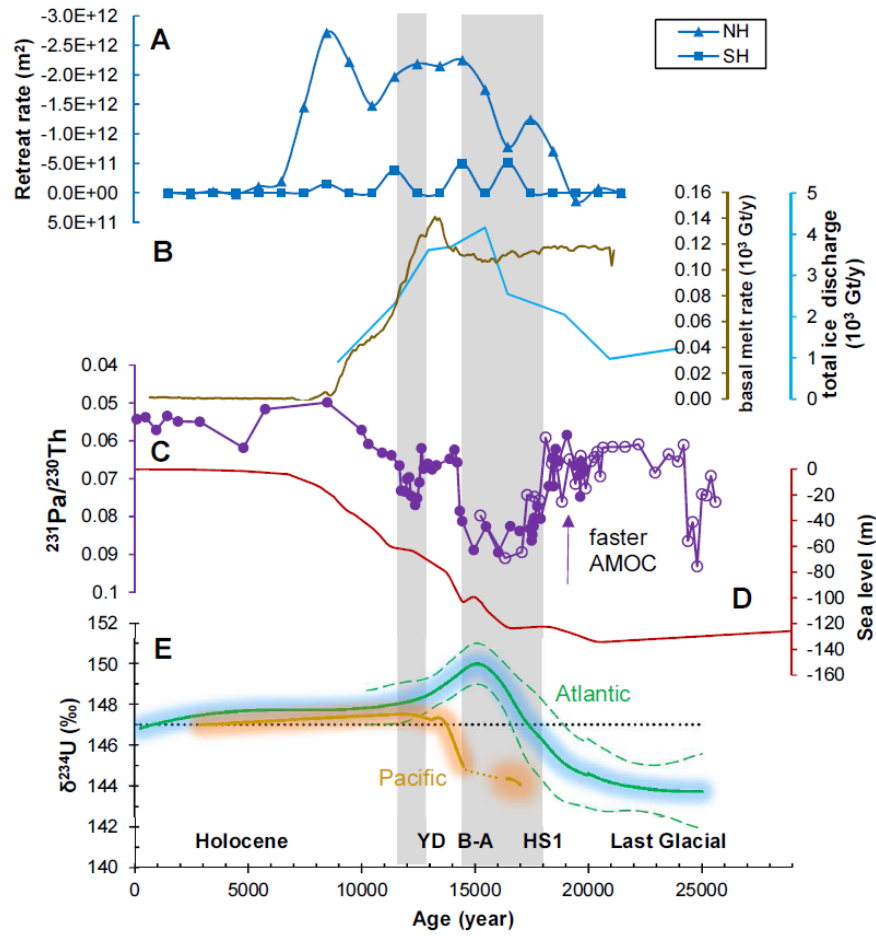 A
Retreat rate (m²)
-3.0E+12
-2.5E+12
-2.0E+12
-1.5E+12
-1.0E+12
-5.0E+11
0.0E+00
5.0E+11
NH
SH
B
0.16
0.14
0.12
0.10
0.08
0.06
0.04
0.02
0.00
basal melt rate (10³ Gt/y)
5
4
3
2
1
0
total ice discharge
(10³ Gt/y)
C
²³¹Pa/²³⁰Th
0.04
0.05
0.06
0.07
0.08
0.09
0.1
faster
AMOC
D
0
-20
-40
-60
-80
-100
-120
-140
-160
Sea level (m)
E
δ²³⁴U (‰)
152
150
148
146
144
142
140
Atlantic
Pacific
Holocene YD B-A HS1 Last Glacial
0 5000 10000 15000 20000 25000
Age (year)